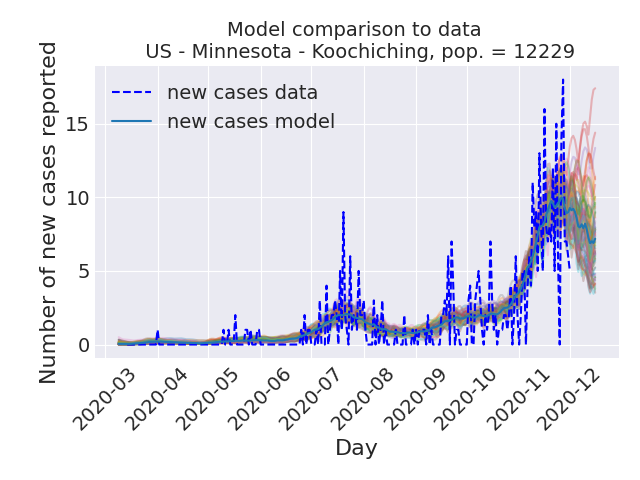 Model comparison to data
US - Minnesota - Koochiching, pop. = 12229
new cases data
new cases model
Number of new cases reported
15
10
5
0
2020-03
2020-04
2020-05
2020-06
2020-07
2020-08
2020-09
2020-10
2020-11
2020-12
Day